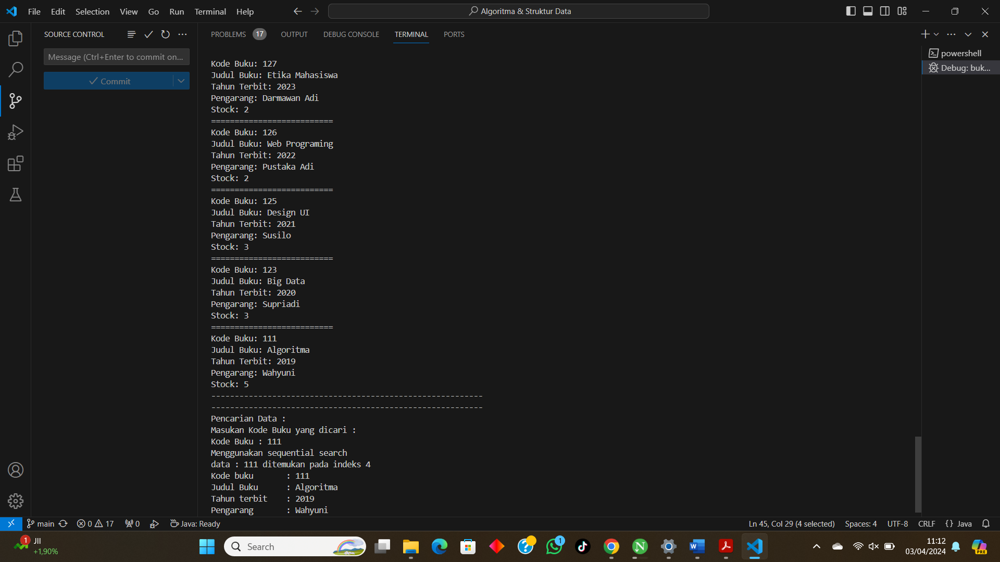 File Edit Selection View Go Run Terminal Help
Algoritma & Struktur Data
SOURCE CONTROL
Message (Ctrl+Enter to commit on...
Commit
PROBLEMS 17 OUTPUT DEBUG CONSOLE TERMINAL PORTS
powershell
Debug: buk...
Kode Buku: 127
Judul Buku: Etika Mahasiswa
Tahun Terbit: 2023
Pengarang: Darmawan Adi
Stock: 2
==========================
Kode Buku: 126
Judul Buku: Web Programing
Tahun Terbit: 2022
Pengarang: Pustaka Adi
Stock: 2
==========================
Kode Buku: 125
Judul Buku: Design UI
Tahun Terbit: 2021
Pengarang: Susilo
Stock: 3
==========================
Kode Buku: 123
Judul Buku: Big Data
Tahun Terbit: 2020
Pengarang: Supriadi
Stock: 3
==========================
Kode Buku: 111
Judul Buku: Algoritma
Tahun Terbit: 2019
Pengarang: Wahyuni
Stock: 5
----------------------------------------------------------
----------------------------------------------------------
Pencarian Data :
Masukan Kode Buku yang dicari :
Kode Buku : 111
Menggunakan sequential search
data : 111 ditemukan pada indeks 4
Kode buku : 111
Judul Buku : Algoritma
Tahun terbit : 2019
Pengarang : Wahyuni
main 0 17 0 Java: Ready Ln 45, Col 29 (4 selected) Spaces: 4 UTF-8 CRLF {} Java
1
JII
+1,90%
Search
1
11:12
03/04/2024
PRE